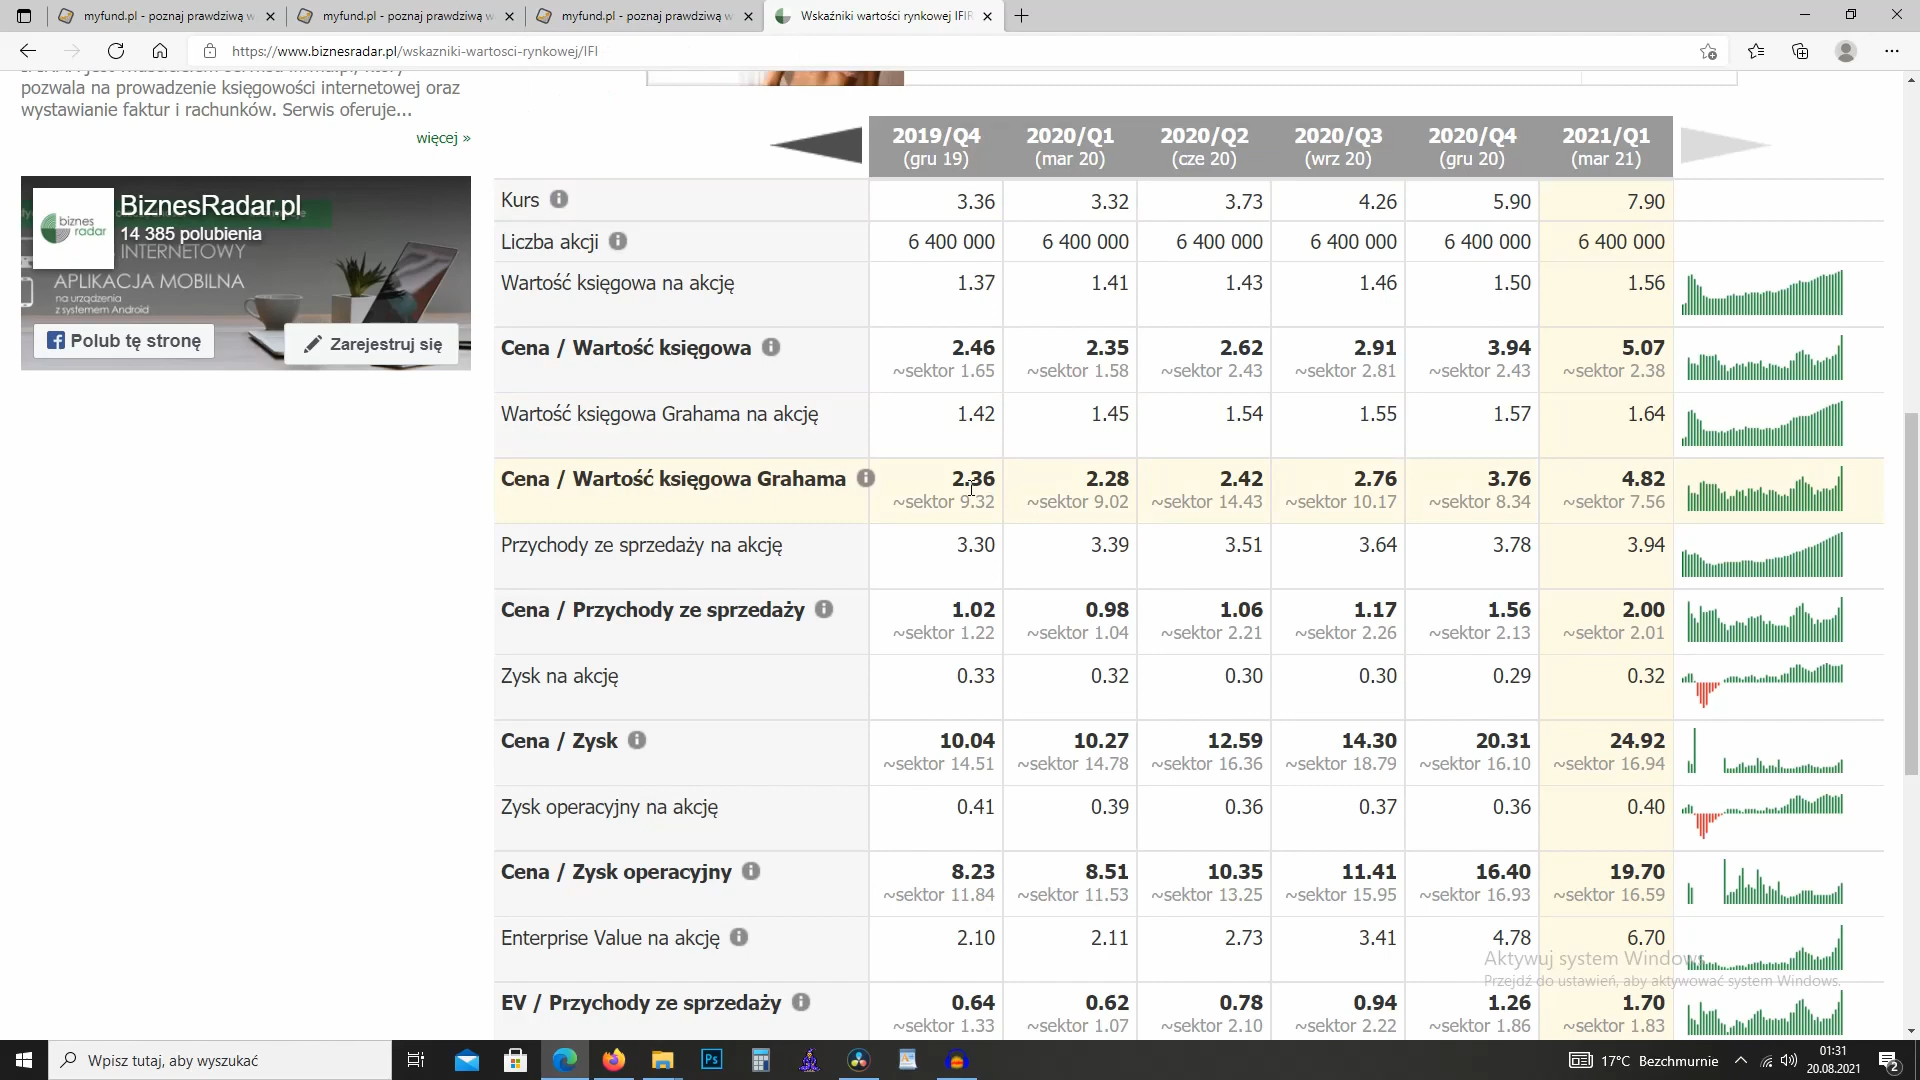 myfund.pl - poznaj prawdziwą w
myfund.pl - poznaj prawdziwą w
myfund.pl - poznaj prawdziwą w
Wskaźniki wartości rynkowej IFIR
https://www.biznesradar.pl/wskazniki-wartosci-rynkowej/IFI
pozwala na prowadzenie księgowości internetowej oraz
wystawianie faktur i rachunków. Serwis oferuje...
więcej »
BiznesRadar.pl
14 385 polubienia
biznes
radar
INTERNETOWY
APLIKACJA MOBILNA
na urządzenia
z systemem Android
Polub tę stronę
Zarejestruj się
2019/Q4 2020/Q1 2020/Q2 2020/Q3 2020/Q4 2021/Q1
(gru 19) (mar 20) (cze 20) (wrz 20) (gru 20) (mar 21)
Kurs 3.36 3.32 3.73 4.26 5.90 7.90
Liczba akcji 6 400 000 6 400 000 6 400 000 6 400 000 6 400 000 6 400 000
Wartość księgowa na akcję 1.37 1.41 1.43 1.46 1.50 1.56
Cena / Wartość księgowa 2.46 2.35 2.62 2.91 3.94 5.07
~sektor 1.65 ~sektor 1.58 ~sektor 2.43 ~sektor 2.81 ~sektor 2.43 ~sektor 2.38
Wartość księgowa Grahama na akcję 1.42 1.45 1.54 1.55 1.57 1.64
Cena / Wartość księgowa Grahama 2.36 2.28 2.42 2.76 3.76 4.82
~sektor 9.32 ~sektor 9.02 ~sektor 14.43 ~sektor 10.17 ~sektor 8.34 ~sektor 7.56
Przychody ze sprzedaży na akcję 3.30 3.39 3.51 3.64 3.78 3.94
Cena / Przychody ze sprzedaży 1.02 0.98 1.06 1.17 1.56 2.00
~sektor 1.22 ~sektor 1.04 ~sektor 2.21 ~sektor 2.26 ~sektor 2.13 ~sektor 2.01
Zysk na akcję 0.33 0.32 0.30 0.30 0.29 0.32
Cena / Zysk 10.04 10.27 12.59 14.30 20.31 24.92
~sektor 14.51 ~sektor 14.78 ~sektor 16.36 ~sektor 18.79 ~sektor 16.10 ~sektor 16.94
Zysk operacyjny na akcję 0.41 0.39 0.36 0.37 0.36 0.40
Cena / Zysk operacyjny 8.23 8.51 10.35 11.41 16.40 19.70
~sektor 11.84 ~sektor 11.53 ~sektor 13.25 ~sektor 15.95 ~sektor 16.93 ~sektor 16.59
Enterprise Value na akcję 2.10 2.11 2.73 3.41 4.78 6.70
Aktywuj system Windows
Przejdź do ustawień, aby aktywować system Windows.
EV / Przychody ze sprzedaży 0.64 0.62 0.78 0.94 1.26 1.70
~sektor 1.33 ~sektor 1.07 ~sektor 2.10 ~sektor 2.22 ~sektor 1.86 ~sektor 1.83
Wpisz tutaj, aby wyszukać
Ps
17°C Bezchmurnie
01:31
20.08.2021
2